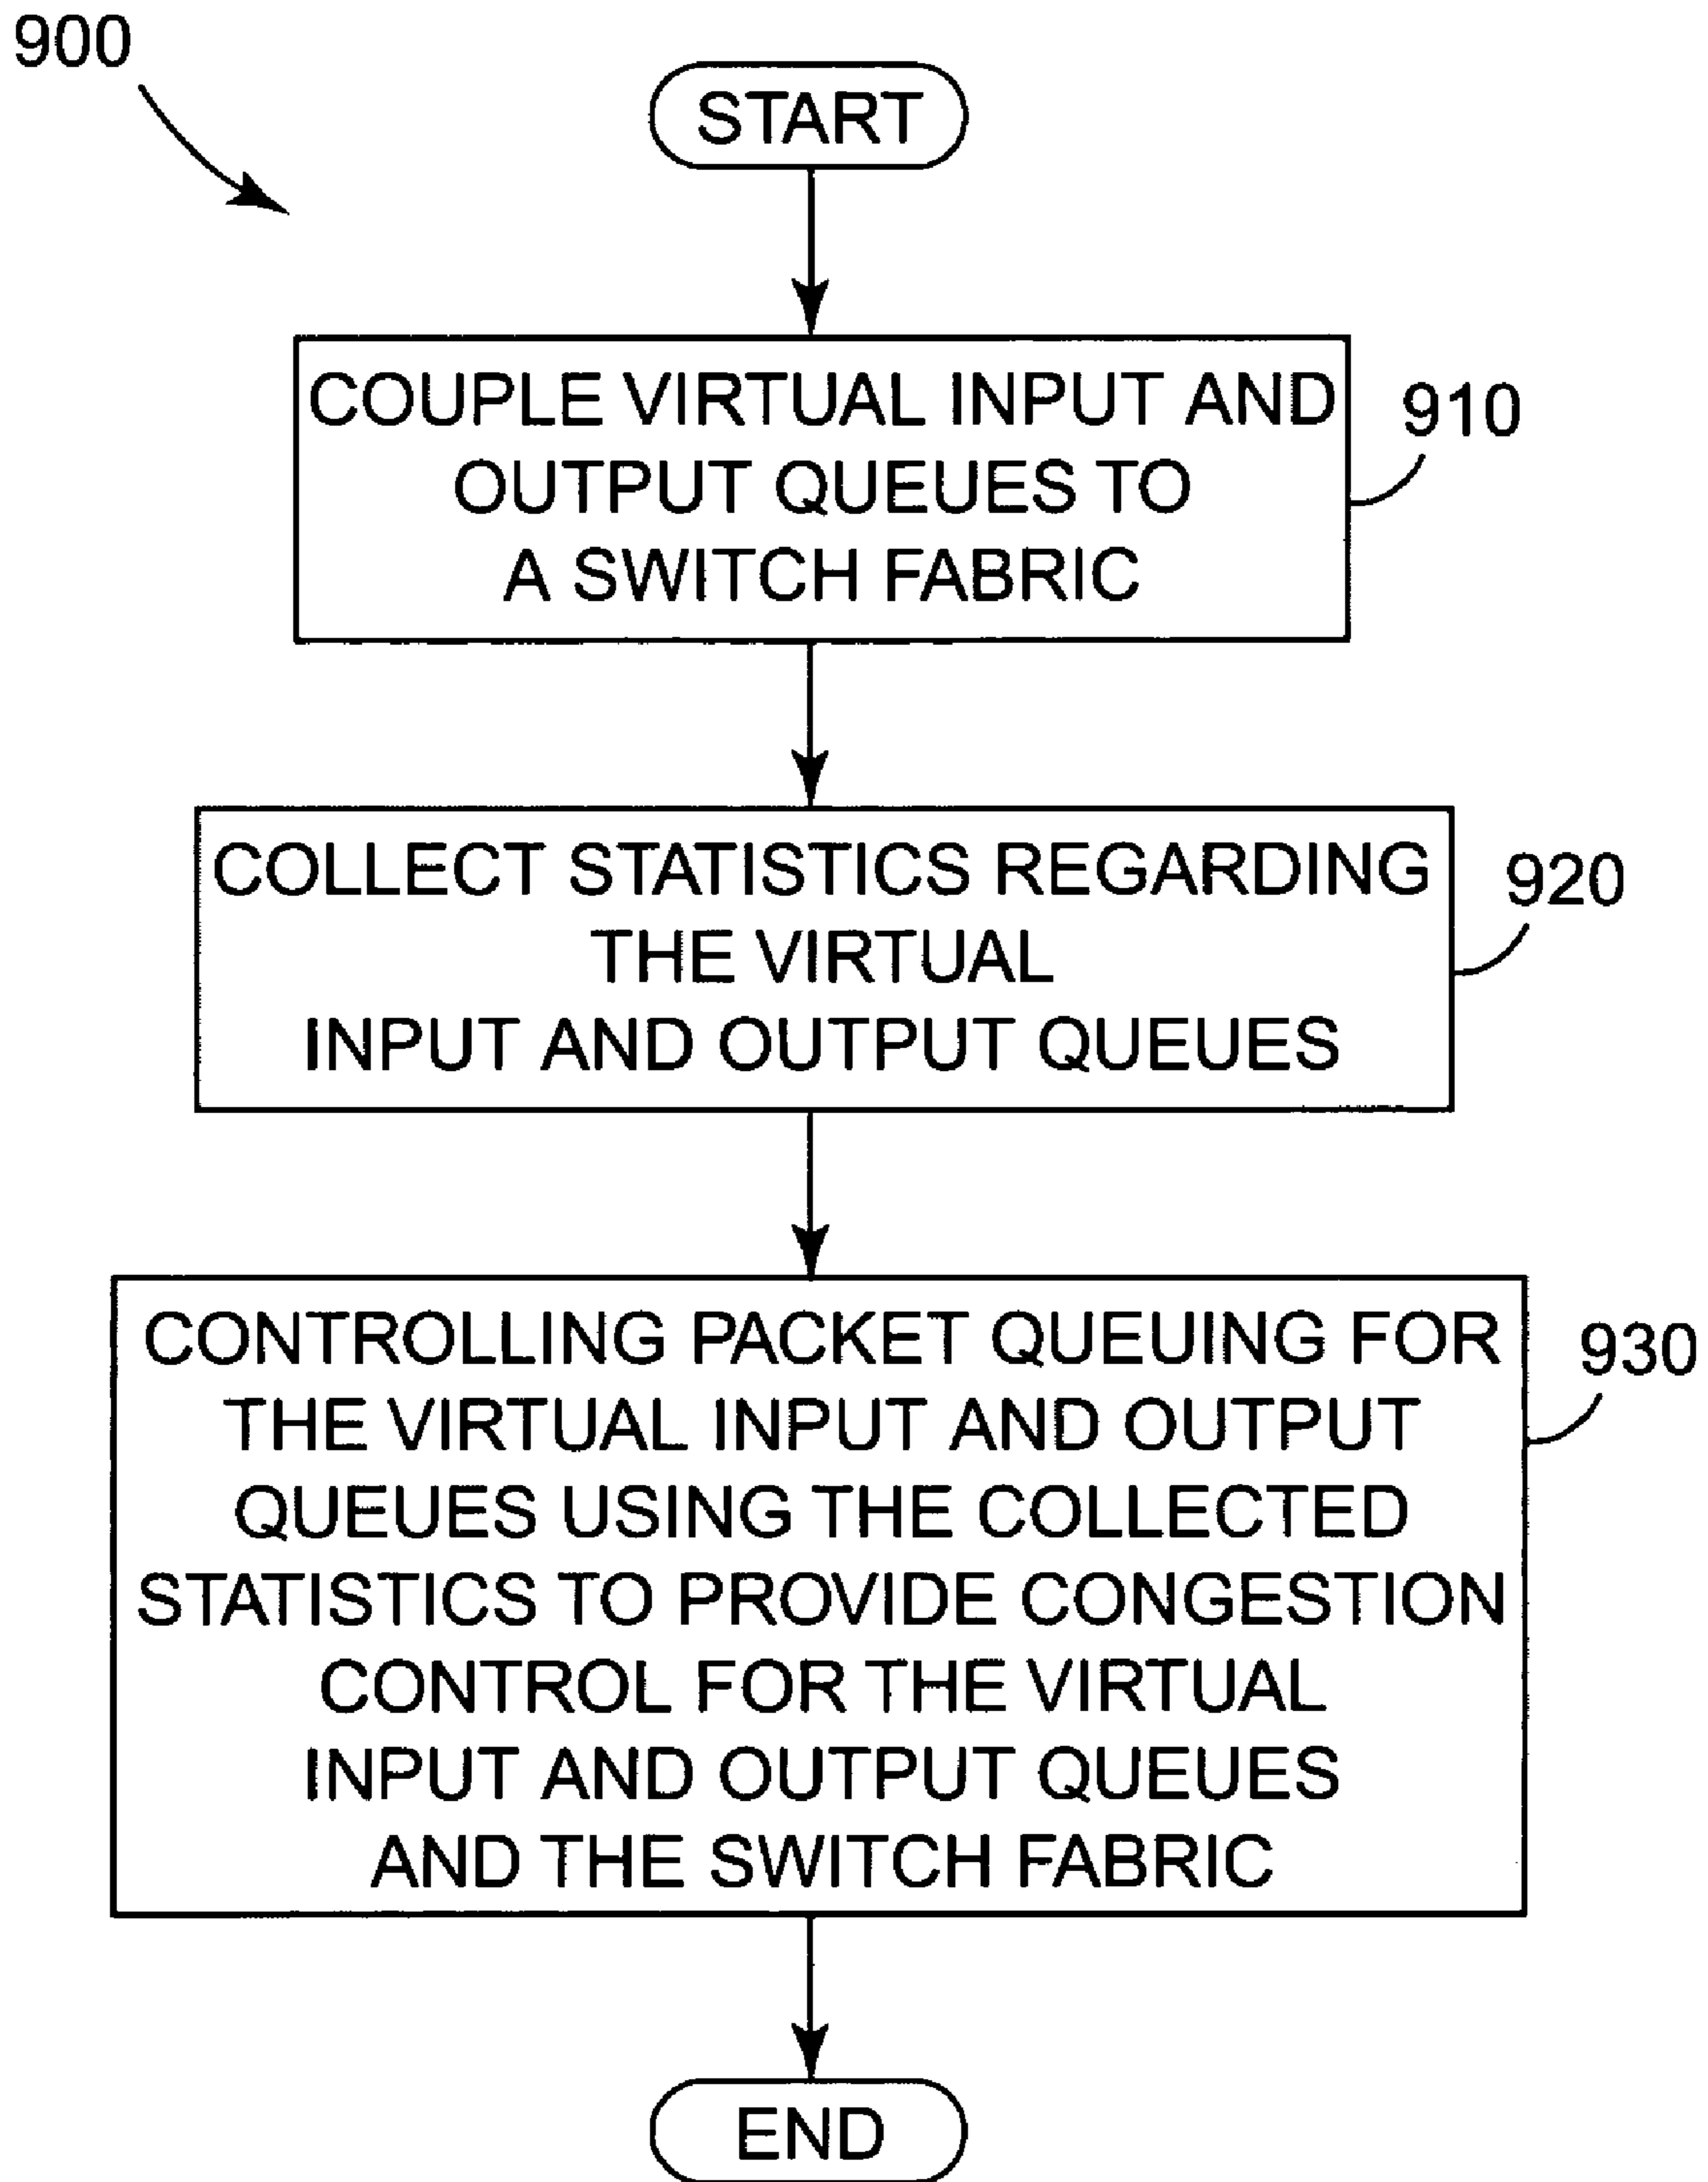 900
START
COUPLE VIRTUAL INPUT AND
OUTPUT QUEUES TO
A SWITCH FABRIC
910
COLLECT STATISTICS REGARDING
THE VIRTUAL
INPUT AND OUTPUT QUEUES
920
CONTROLLING PACKET QUEUING FOR
THE VIRTUAL INPUT AND OUTPUT
QUEUES USING THE COLLECTED
STATISTICS TO PROVIDE CONGESTION
CONTROL FOR THE VIRTUAL
INPUT AND OUTPUT QUEUES
AND THE SWITCH FABRIC
930
END